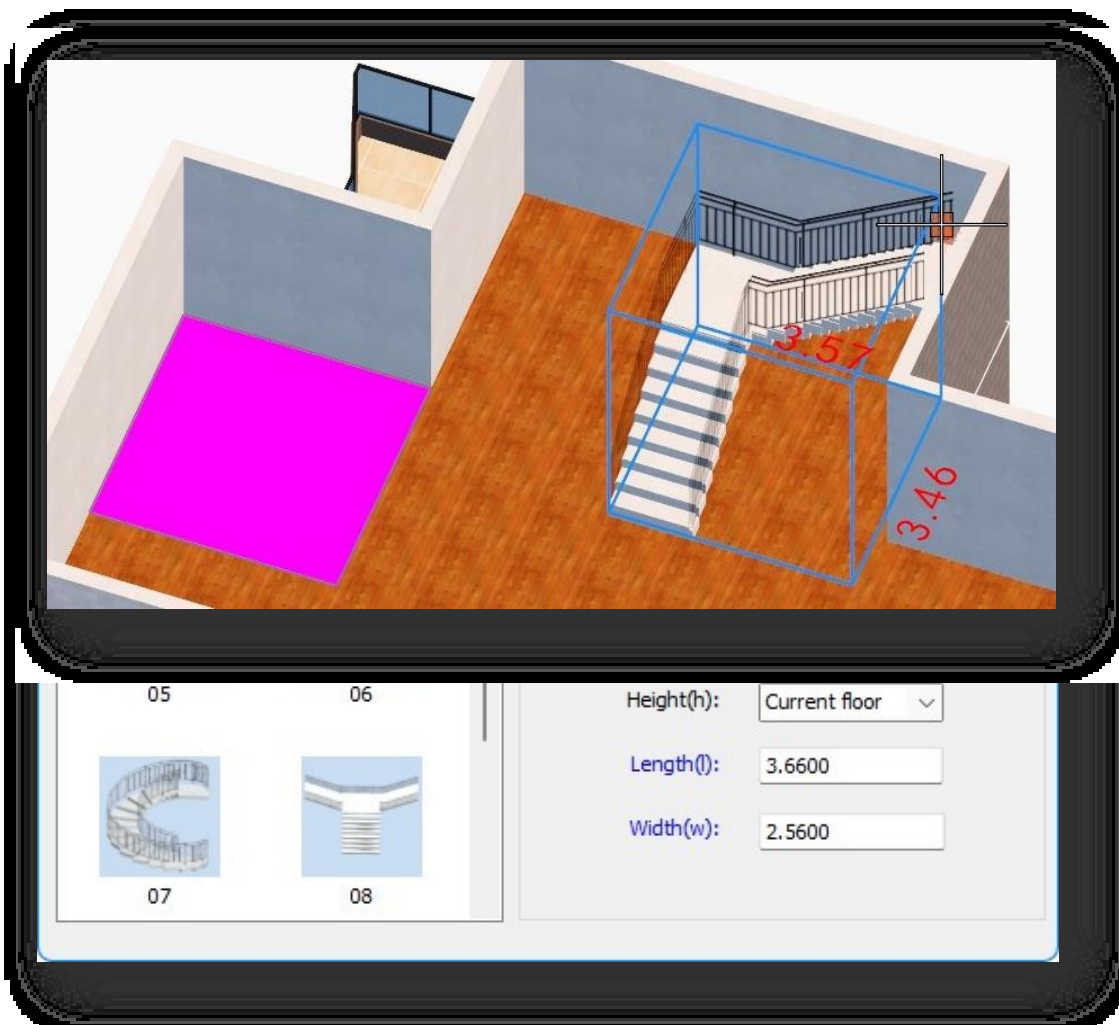 3.57
3.46
05 06
Height(h): Current floor
Length(l): 3.6600
Width(w): 2.5600
07 08